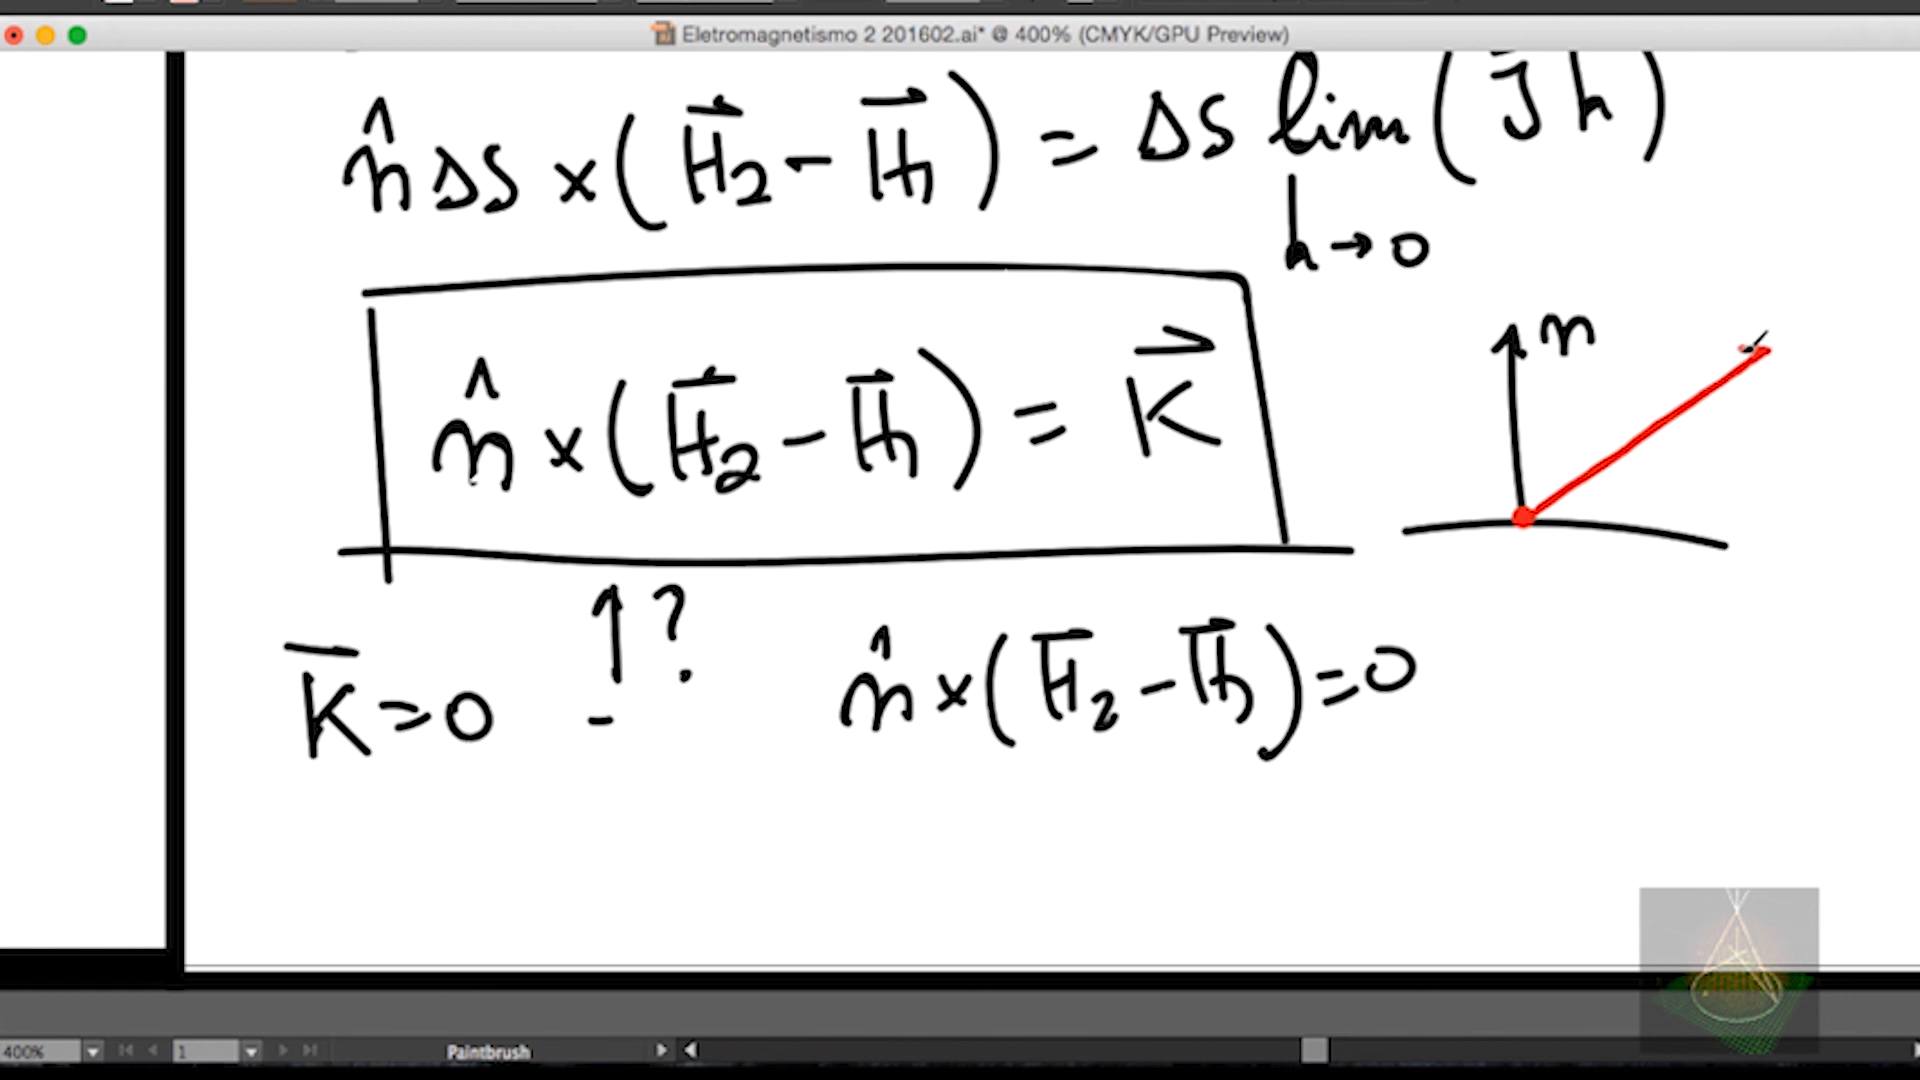 Eletromagnetismo 2 201602.ai* @ 400% (CMYK/GPU Preview)
n̂ ΔS × (H⃗₂ - H⃗₁) = ΔS lim (J̄ h)
h → 0
n̂ × (H⃗₂ - H⃗₁) = K⃗
n
↑ ?
K̄ = 0
n̂ × (H̄₂ - H⃗₁) = 0
400%
1
Paintbrush